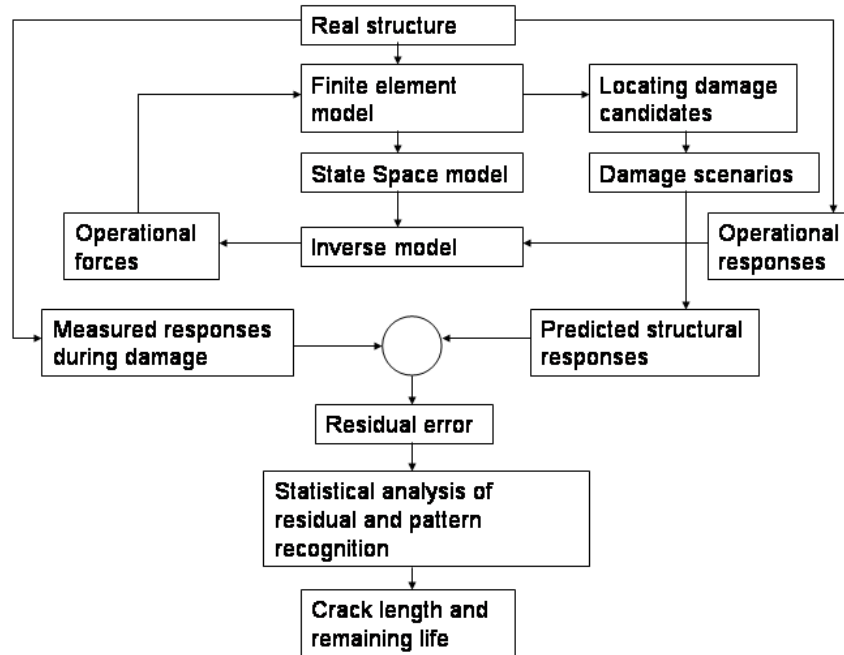 Real structure
Finite element
model
Locating damage
candidates
State Space model
Damage scenarios
Operational
forces
Inverse model
Operational
responses
Measured responses
during damage
Predicted structural
responses
Residual error
Statistical analysis of
residual and pattern
recognition
Crack length and
remaining life